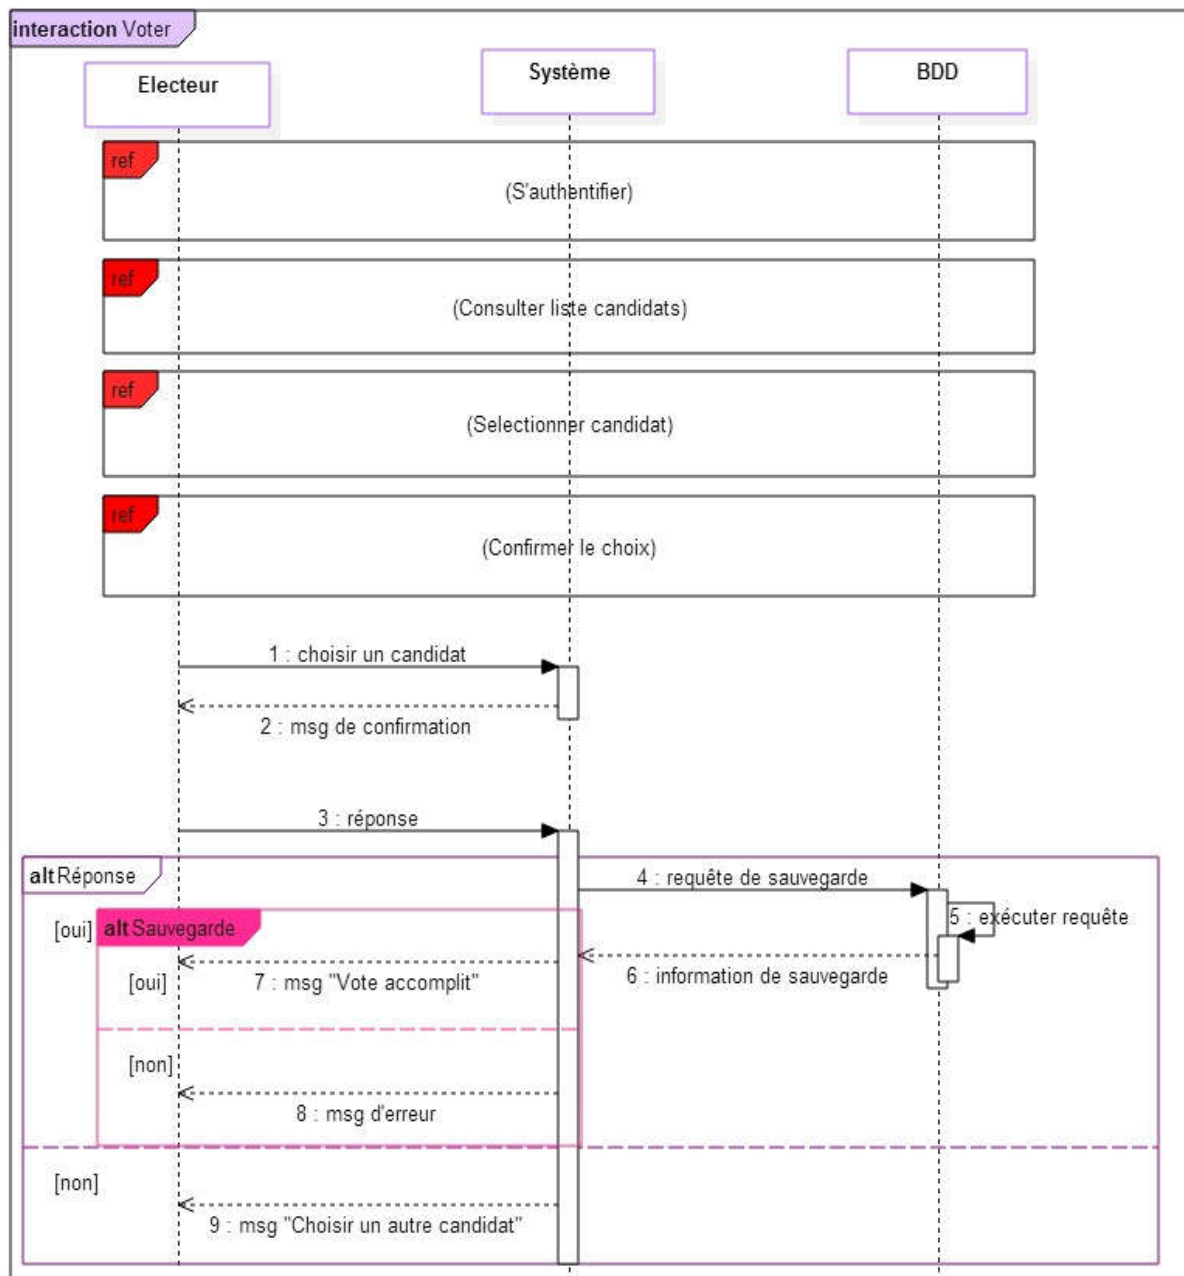 interaction Voter
Electeur
Système
BDD
ref
(S'authentifier)
ref
(Consulter liste candidats)
ref
(Selectionner candidat)
ref
(Confirmer le choix)
1 : choisir un candidat
2 : msg de confirmation
3 : réponse
alt Réponse
4 : requête de sauvegarde
[oui]
alt Sauvegarde
5 : exécuter requête
6 : information de sauvegarde
[oui]
7 : msg "Vote accomplit"
[non]
8 : msg d'erreur
[non]
9 : msg "Choisir un autre candidat"